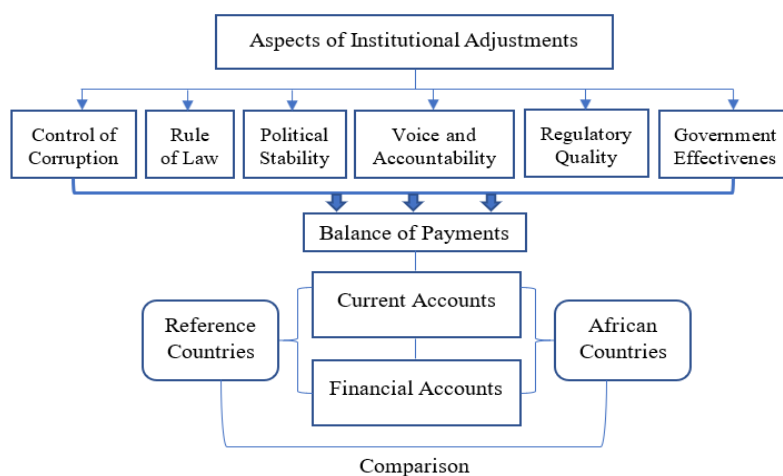 Aspects of Institutional Adjustments
Control of
Corruption
Rule
of Law
Political
Stability
Voice and
Accountability
Regulatory
Quality
Government
Effectivenes
Balance of Payments
Current Accounts
Reference
Countries
African
Countries
Financial Accounts
Comparison